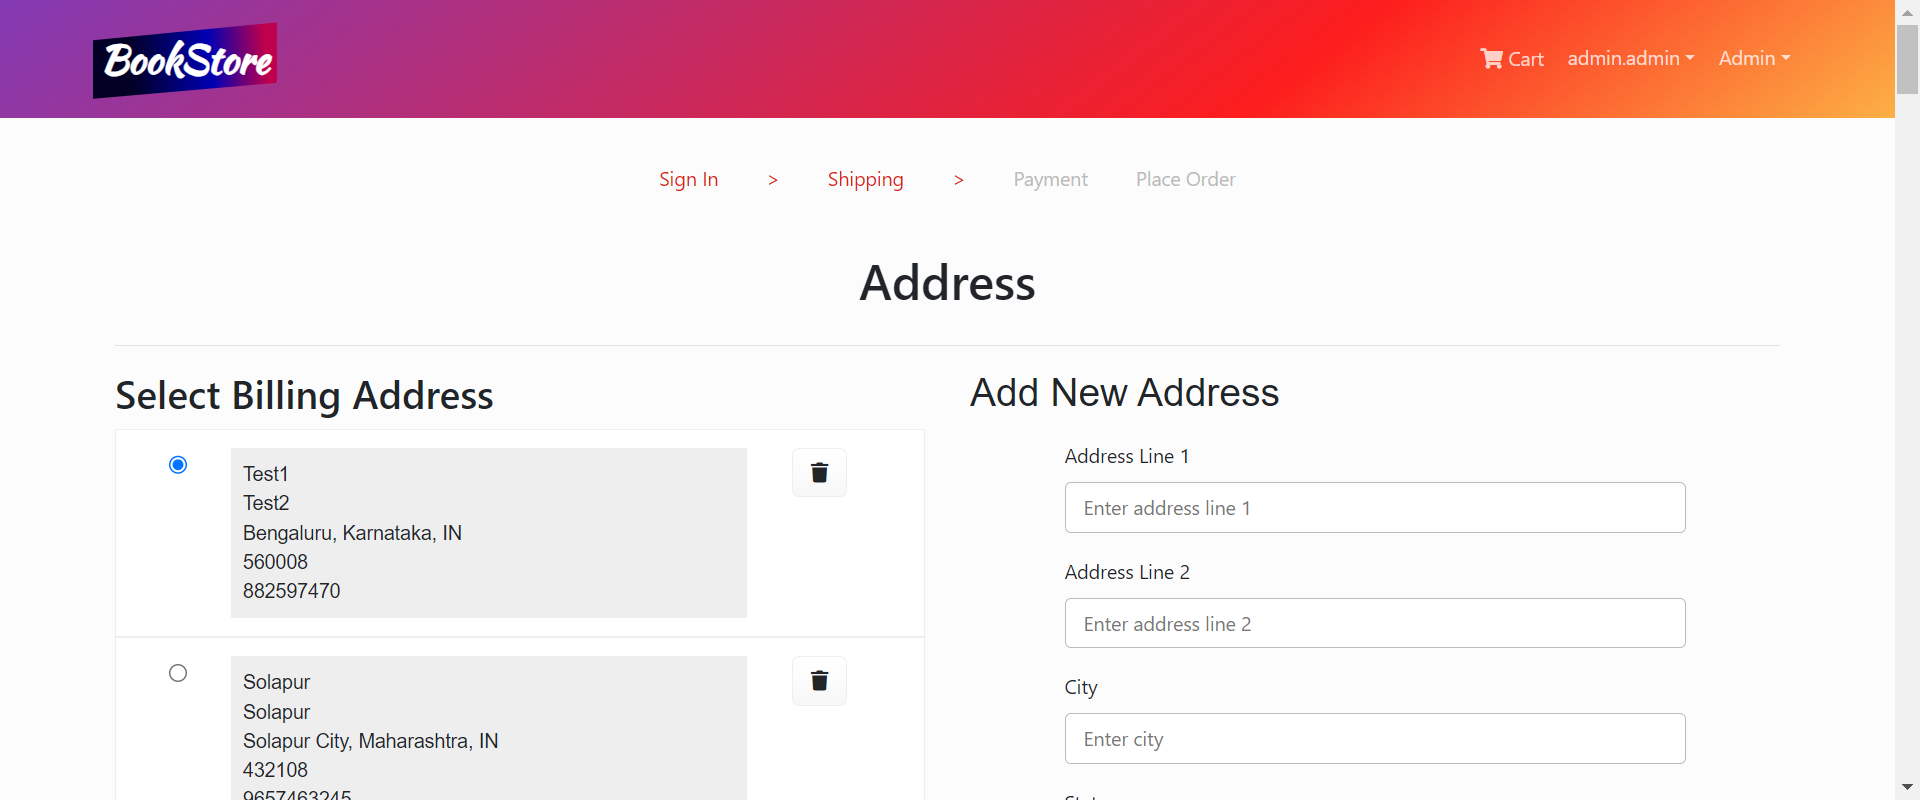 BookStore
Cart admin.admin Admin
Sign In > Shipping > Payment Place Order
Address
Select Billing Address
Test1
Test2
Bengaluru, Karnataka, IN
560008
882597470
Solapur
Solapur
Solapur City, Maharashtra, IN
432108
9657463245
Add New Address
Address Line 1
Enter address line 1
Address Line 2
Enter address line 2
City
Enter city